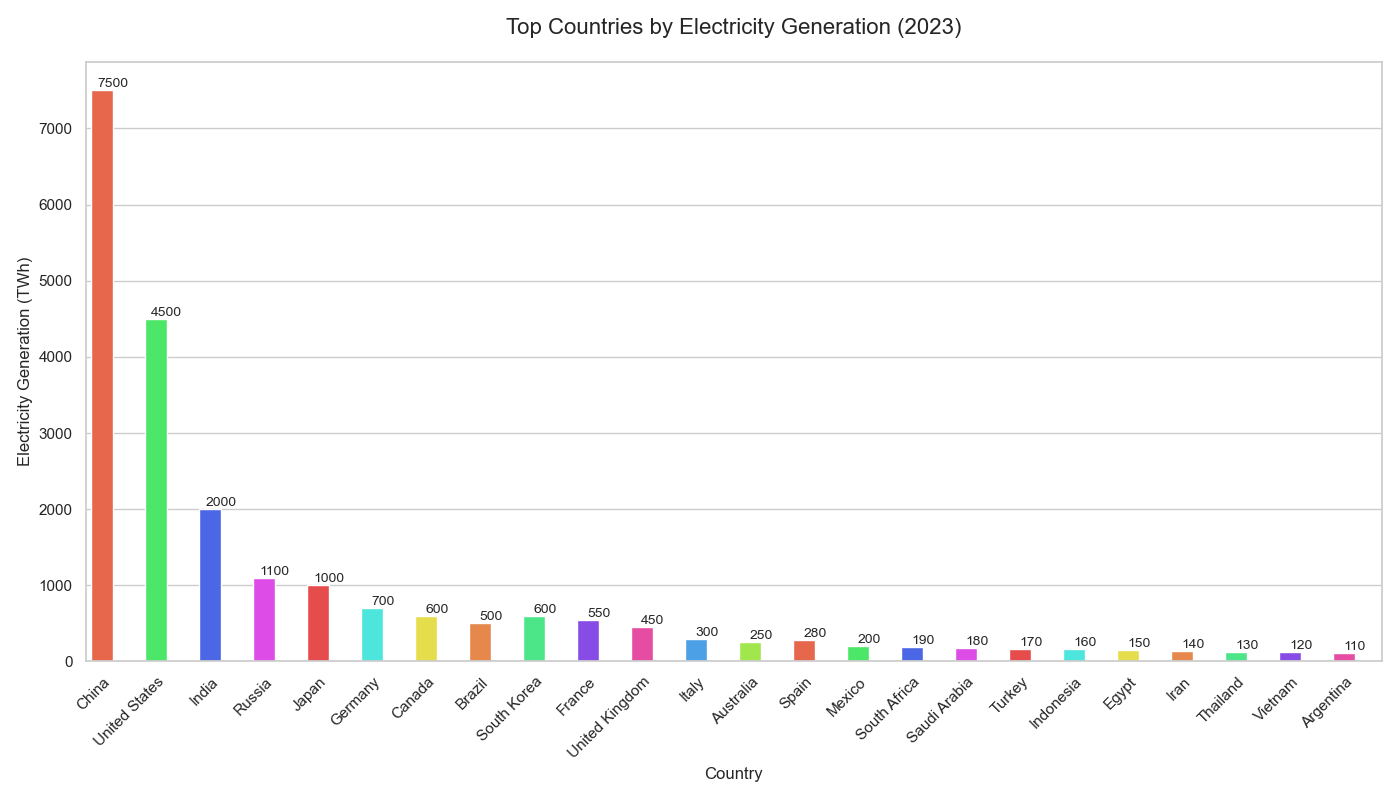 Top Countries by Electricity Generation (2023)
Electricity Generation (TWh)
7000
6000
5000
4000
3000
2000
1000
0
7500
4500
2000
1100
1000
700
600
500
600
550
450
300
250
280
200
190
180
170
160
150
140
130
120
110
China
United States
India
Russia
Japan
Germany
Canada
Brazil
South Korea
France
United Kingdom
Italy
Australia
Spain
Mexico
South Africa
Saudi Arabia
Turkey
Indonesia
Egypt
Iran
Thailand
Vietnam
Argentina
Country